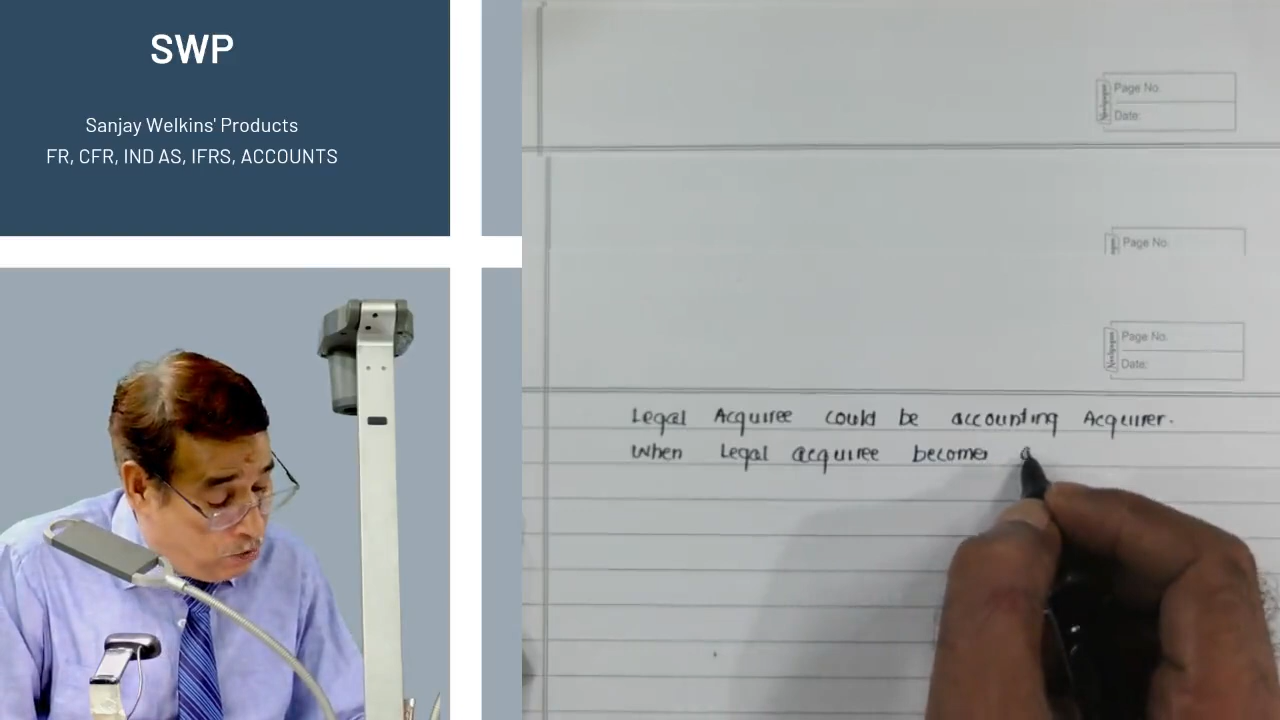 SWP
Sanjay Welkins' Products
FR, CFR, IND AS, IFRS, ACCOUNTS
Page No.
Date:
Page No.
Page No.
Date:
Legal Acquiree could be accounting Acquirer.
When Legal acquiree becomes a